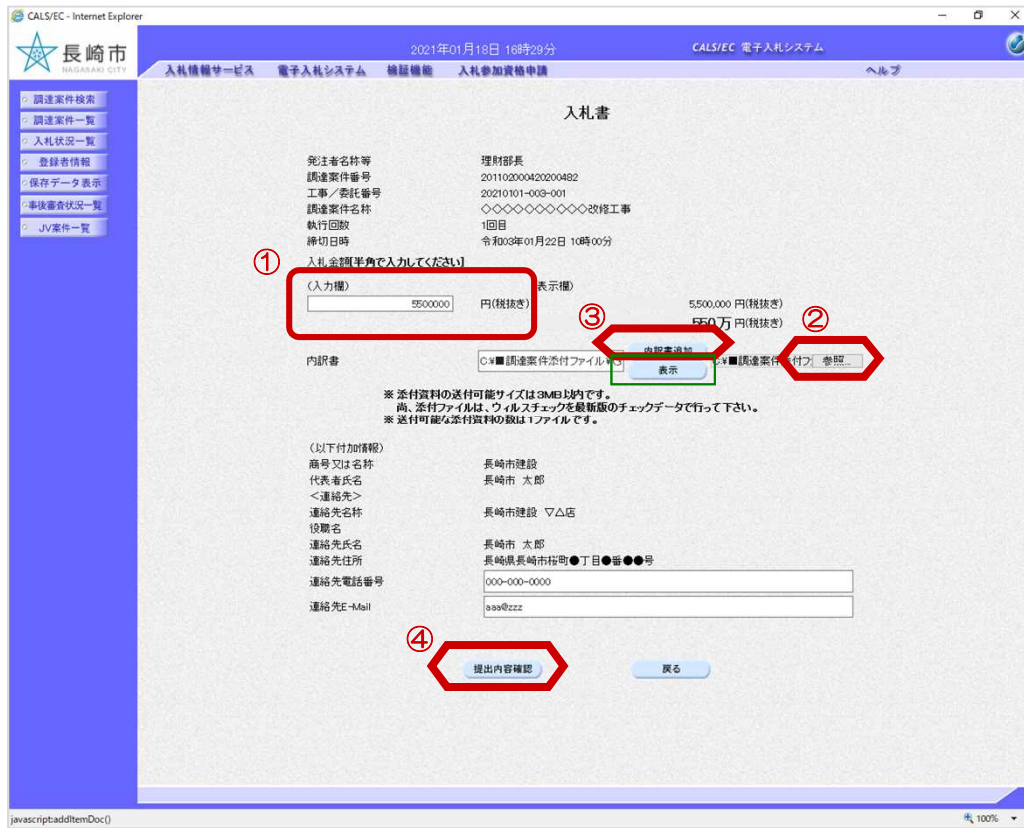 CALS/EC - Internet Explorer
長崎市
NAGASAKI CITY
2021年01月18日 16時29分
CALS/EC 電子入札システム
入札情報サービス 電子入札システム 検証機能 入札参加資格申請 ヘルプ
調達案件検索
調達案件一覧
入札状況一覧
登録者情報
保存データ表示
事後審査状況一覧
JV案件一覧
入札書
発注者名称等 理財部長
調達案件番号 201102000420200482
工事/委託番号 20210101-003-001
調達案件名称 ◇◇◇◇◇◇◇◇◇◇改修工事
執行回数 1回目
締切日時 令和03年01月22日 10時00分
① 入札金額[半角で入力してください]
(入力欄) 表示欄)
5500000 円(税抜き) 5,500,000 円(税抜き)
③ 550万 円(税抜き) ②
内訳書追加
内訳書 C:¥■調達案件添付ファイル 表示 ¥■調達案件 参照...
※ 添付資料の送付可能サイズは3MB以内です。
尚、添付ファイルは、ウィルスチェックを最新版のチェックデータで行って下さい。
※ 送付可能な添付資料の数は1ファイルです。
(以下付加情報)
商号又は名称 長崎市建設
代表者氏名 長崎市 太郎
<連絡先>
連絡先名称 長崎市建設 ▽△店
役職名
連絡先氏名 長崎市 太郎
連絡先住所 長崎県長崎市桜町●丁目●番●●号
連絡先電話番号 000-000-0000
連絡先E-Mail aaa@zzz
④
提出内容確認 戻る
javascript:addItemDoc() 100%